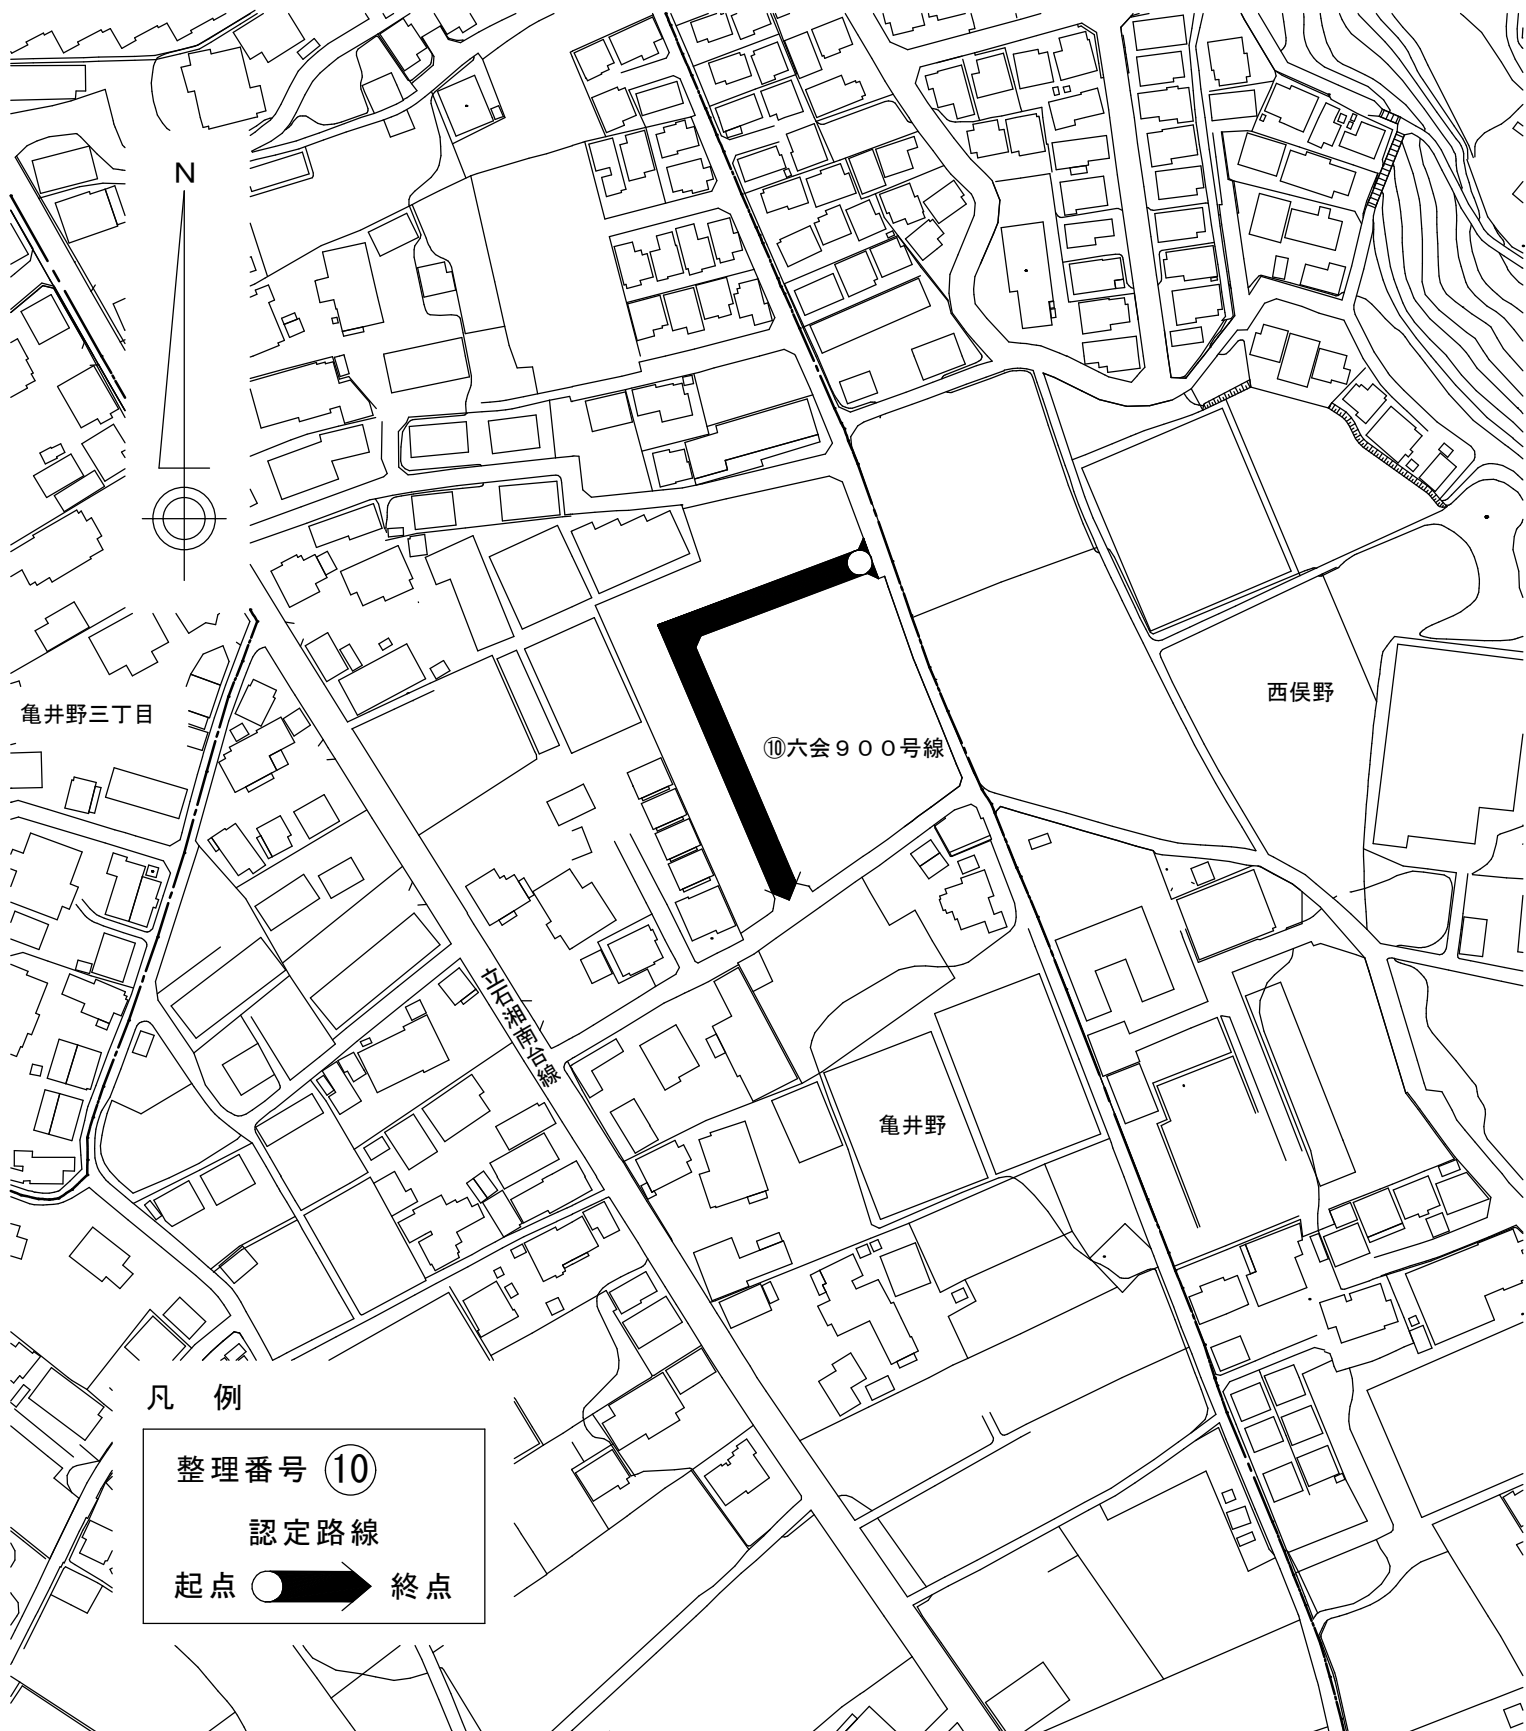 N
亀井野三丁目
西俣野
⑩六会９００号線
立石湘南台線
亀井野
凡　例
整理番号 ⑩
認定路線
起点 終点